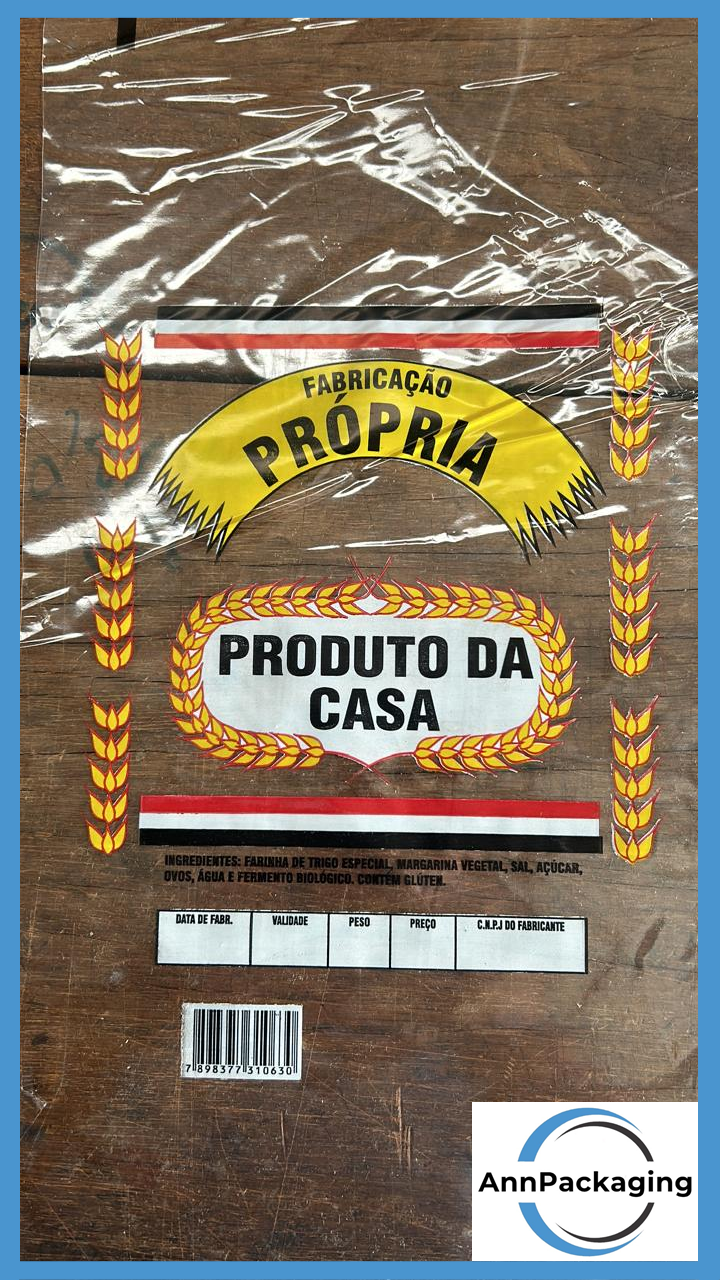 FABRICAÇÃO
PRÓPRIA
PRODUTO DA
CASA
INGREDIENTES: FARINHA DE TRIGO ESPECIAL, MARGARINA VEGETAL, SAL, AÇÚCAR,
OVOS, ÁGUA E FERMENTO BIOLÓGICO. CONTÉM GLÚTEN.
DATA DE FABR. VALIDADE PESO PREÇO C.N.P.J DO FABRICANTE
7 898377 310630
AnnPackaging